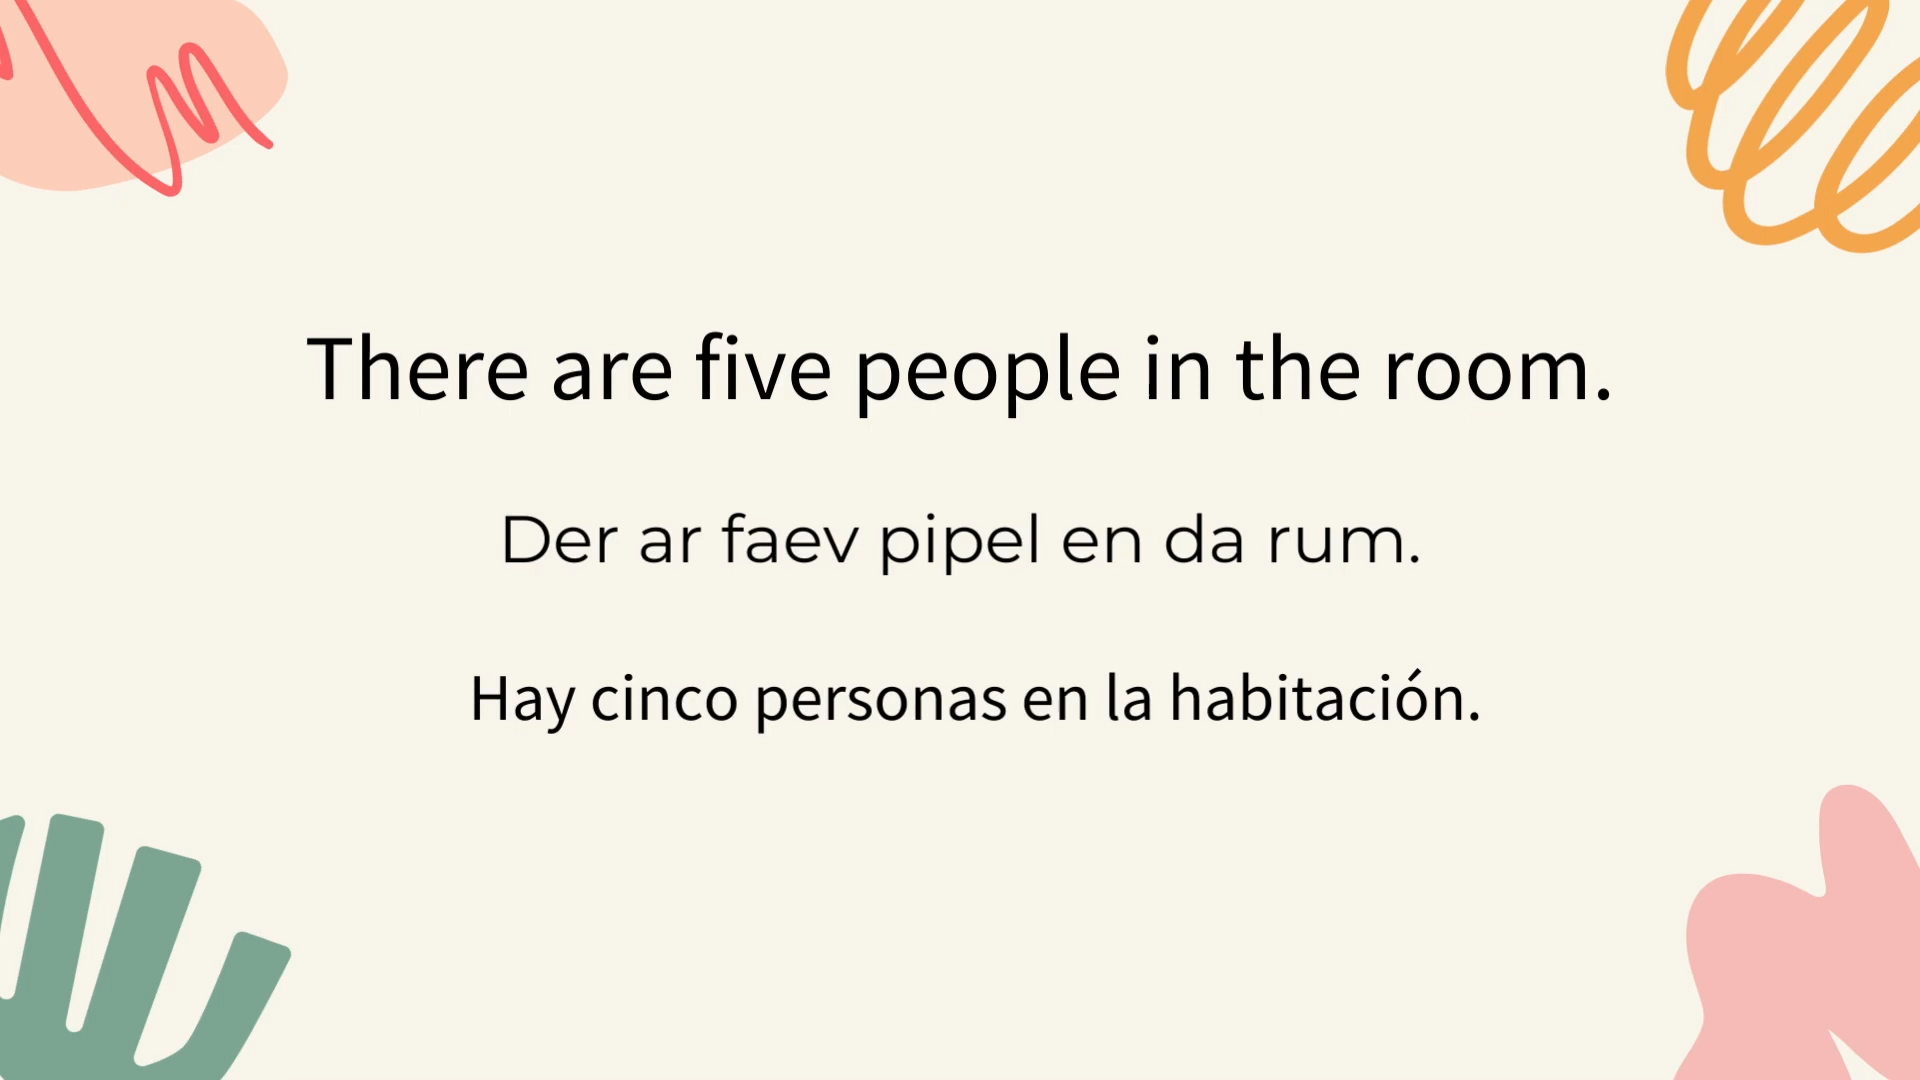 There are five people in the room.
Der ar faev pipel en da rum.
Hay cinco personas en la habitación.